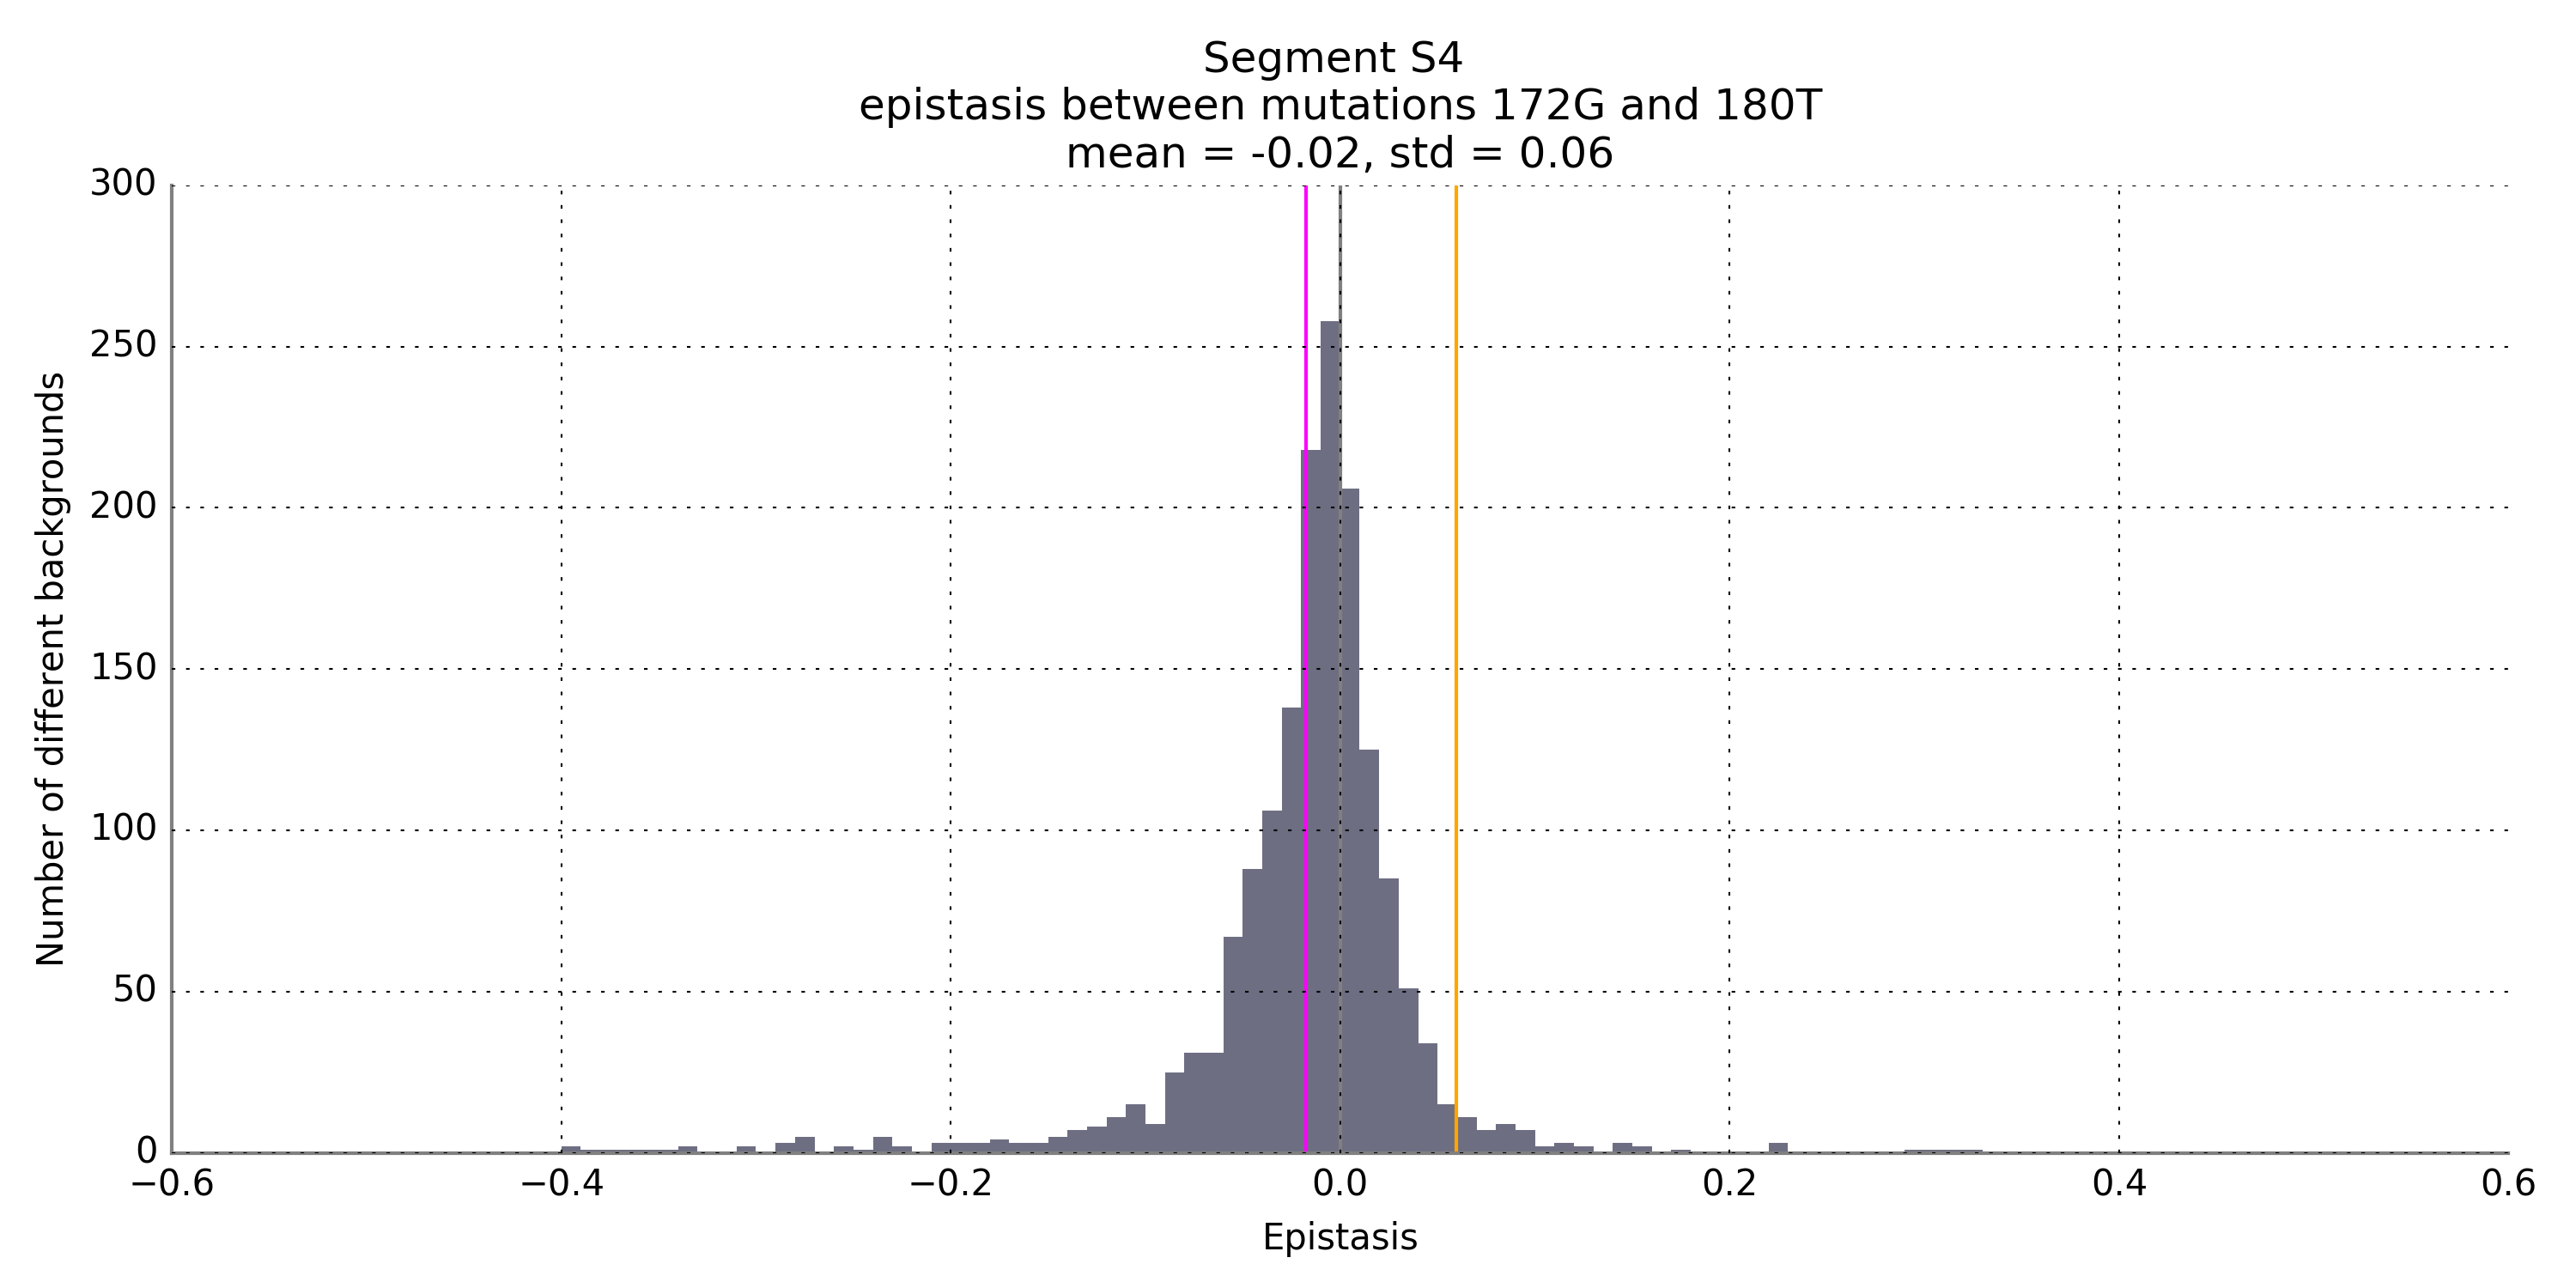 Segment S4
epistasis between mutations 172G and 180T
mean = -0.02, std = 0.06
300
250
200
150
100
50
0
Number of different backgrounds
−0.6 −0.4 −0.2 0.0 0.2 0.4 0.6
Epistasis